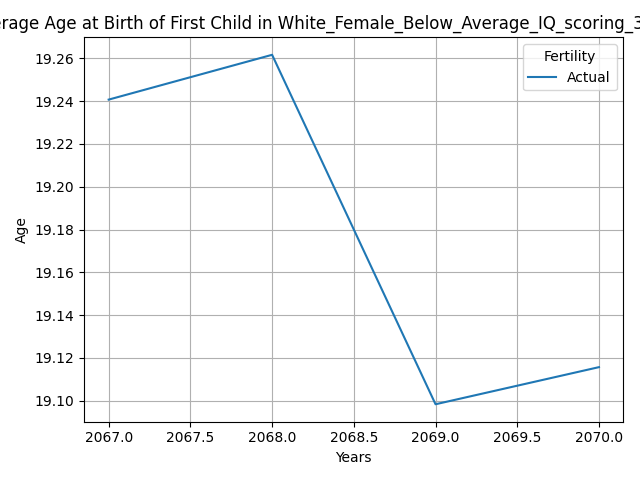 erage Age at Birth of First Child in White_Female_Below_Average_IQ_scoring_3
Fertility
Actual
19.26
19.24
19.22
19.20
19.18
19.16
19.14
19.12
19.10
Age
2067.0 2067.5 2068.0 2068.5 2069.0 2069.5 2070.0
Years